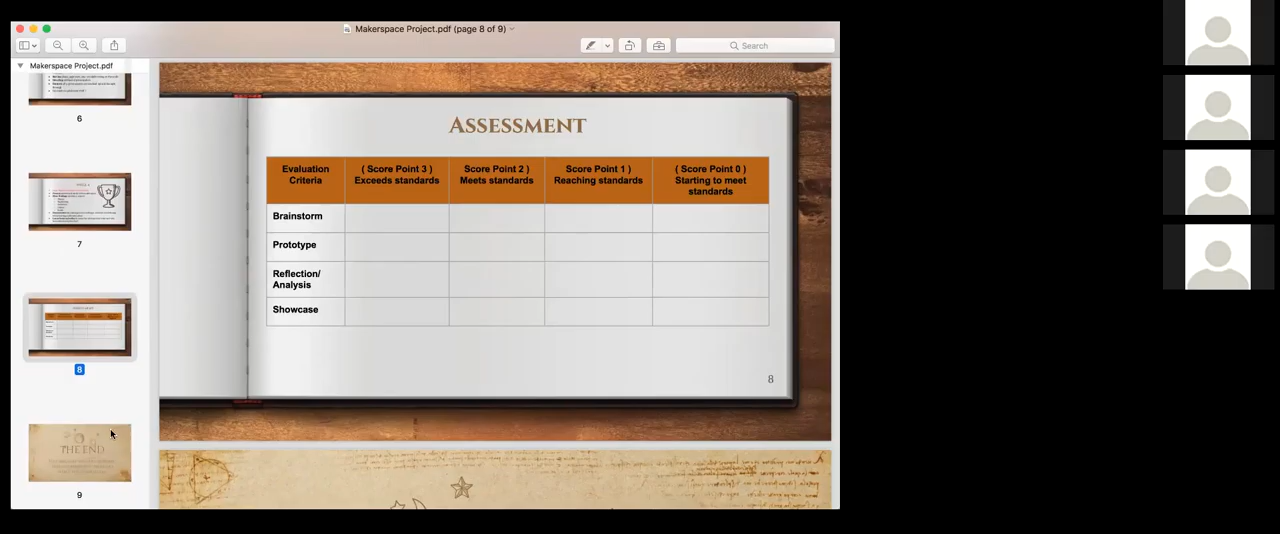 Makerspace Project.pdf (page 8 of 9)
Search
Makerspace Project.pdf
6
7
8
THE END
9
ASSESSMENT
Evaluation Criteria
( Score Point 3 ) Exceeds standards
Score Point 2 ) Meets standards
Score Point 1 ) Reaching standards
( Score Point 0 ) Starting to meet standards
Brainstorm
Prototype
Reflection/
Analysis
Showcase
8